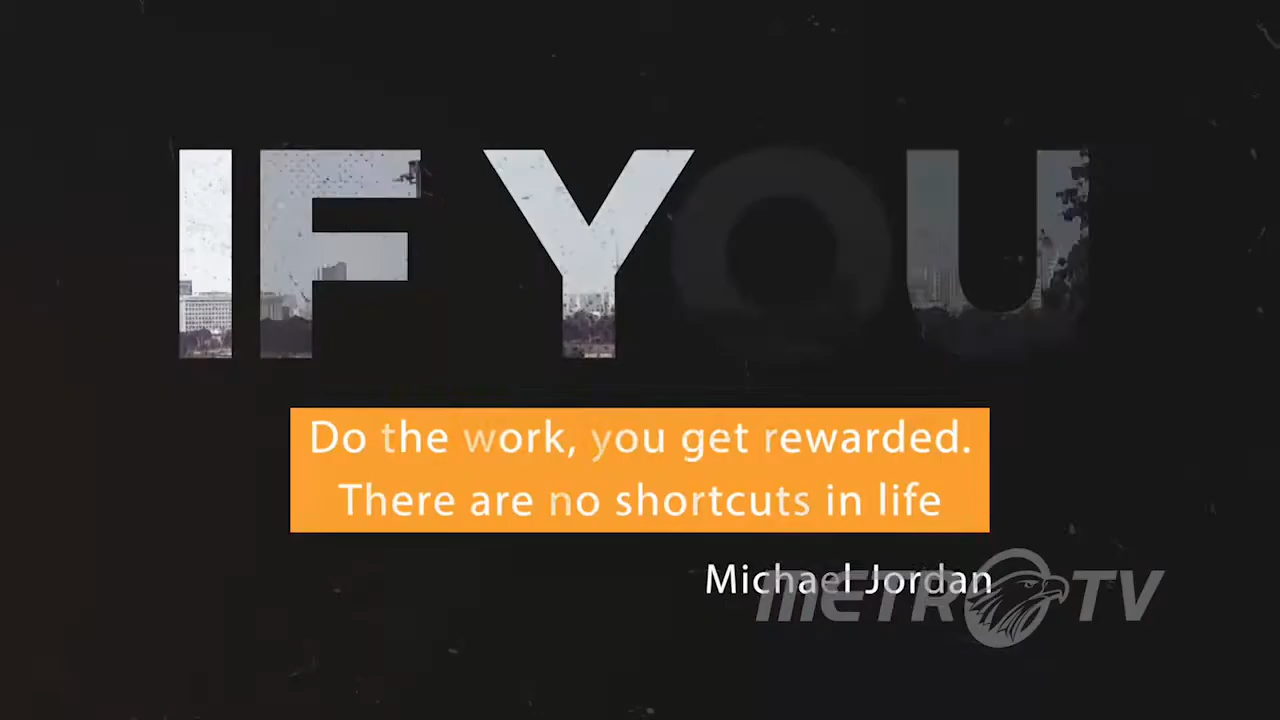 IF YOU
Do the work, you get rewarded.
There are no shortcuts in life
Michael Jordan
METRO TV